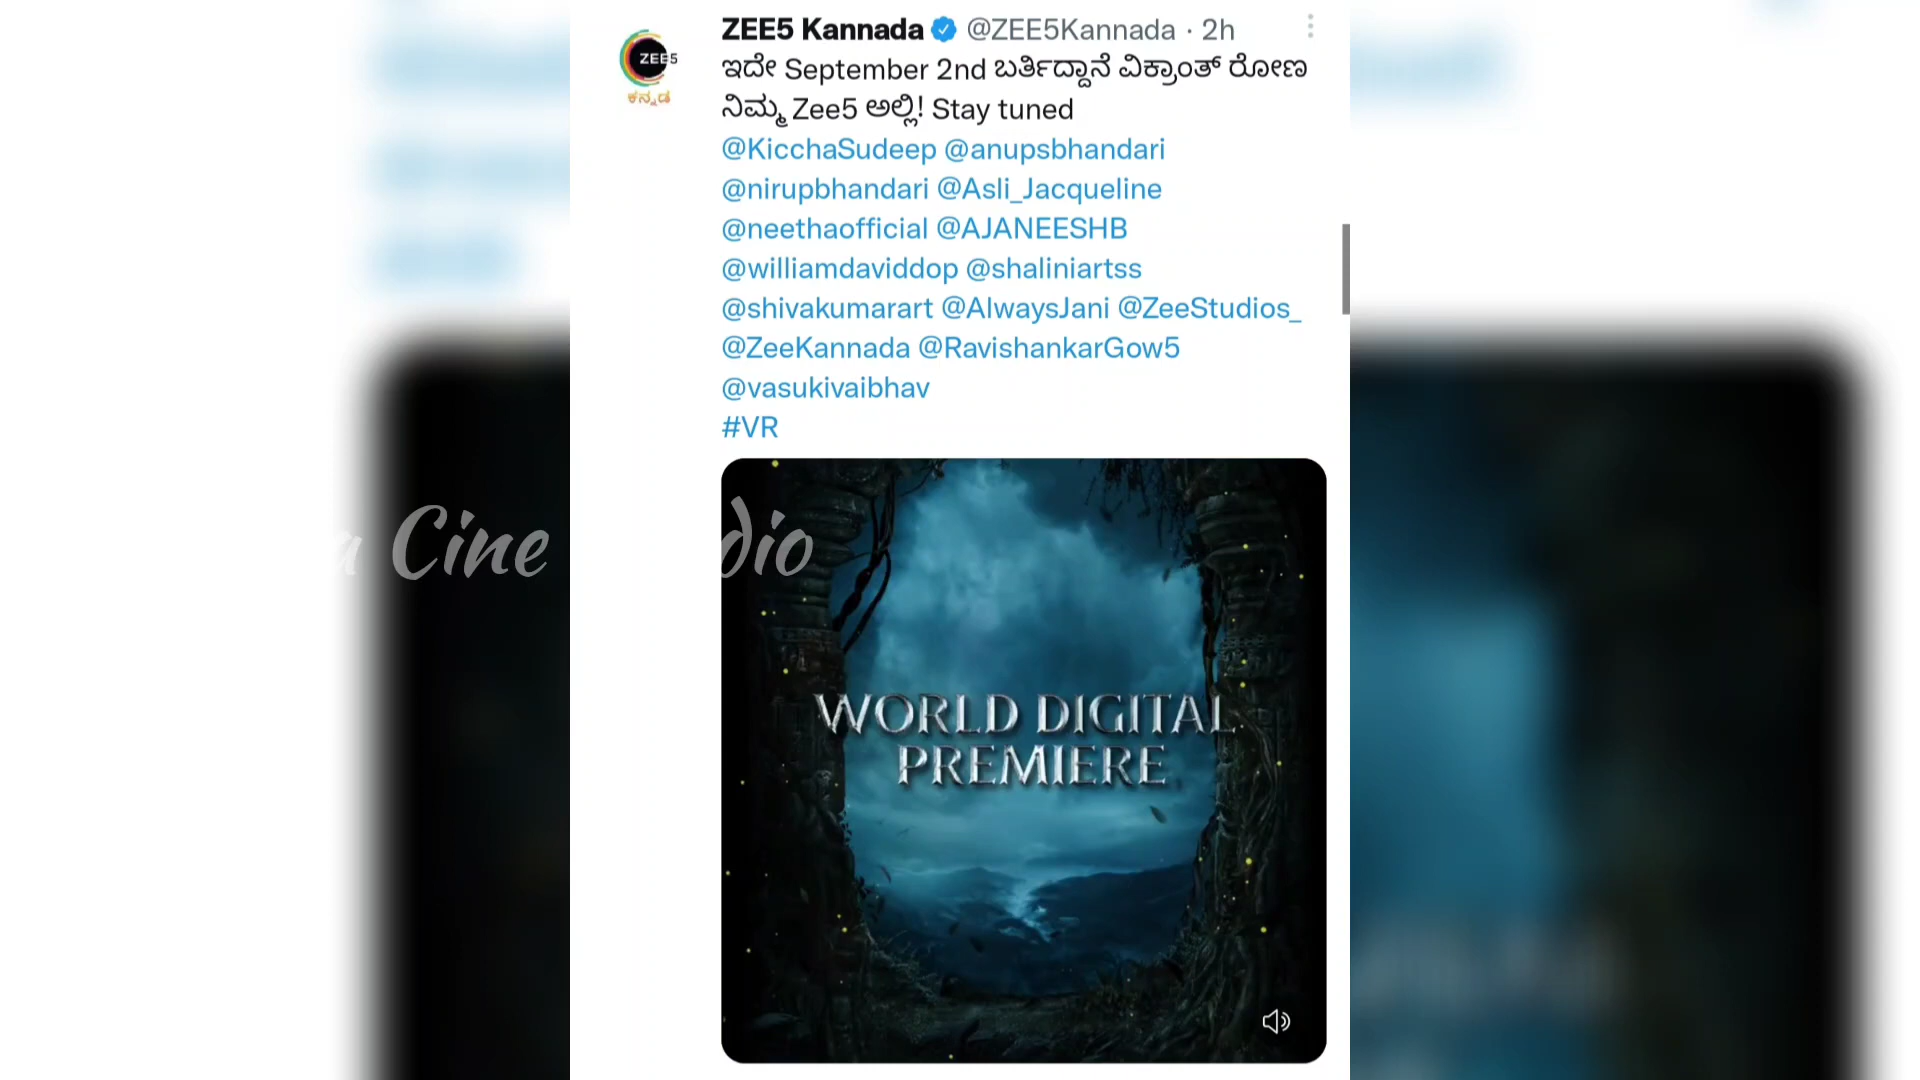 ZEE5 Kannada @ZEE5Kannada · 2h
ZEE5
ಕನ್ನಡ
ಇದೇ September 2nd ಬರ್ತಿದ್ದಾನೆ ವಿಕ್ರಾಂತ್ ರೋಣ
ನಿಮ್ಮ Zee5 ಅಲ್ಲಿ! Stay tuned
@KicchaSudeep @anupsbhandari
@nirupbhandari @Asli_Jacqueline
@neethaofficial @AJANEESHB
@williamdaviddop @shaliniartss
@shivakumarart @AlwaysJani @ZeeStudios_
@ZeeKannada @RavishankarGow5
@vasukivaibhav
#VR
Cine
WORLD DIGITAL
PREMIERE